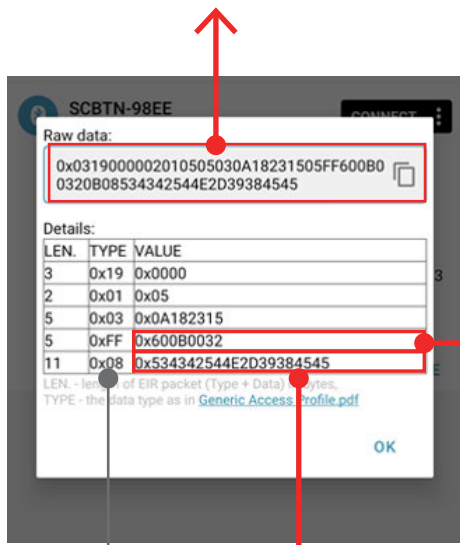 SCBTN-98EE
CONNECT
Raw data:
0x0319000002010505030A18231505FF600B0
0320B08534342544E2D39384545
Details:
LEN. TYPE VALUE
3 0x19 0x0000
2 0x01 0x05
5 0x03 0x0A182315
5 0xFF 0x600B0032
11 0x08 0x534342544E2D39384545
3
E
LEN. - length of EIR packet (Type + Data) in bytes,
TYPE - the data type as in Generic Access Profile.pdf
OK